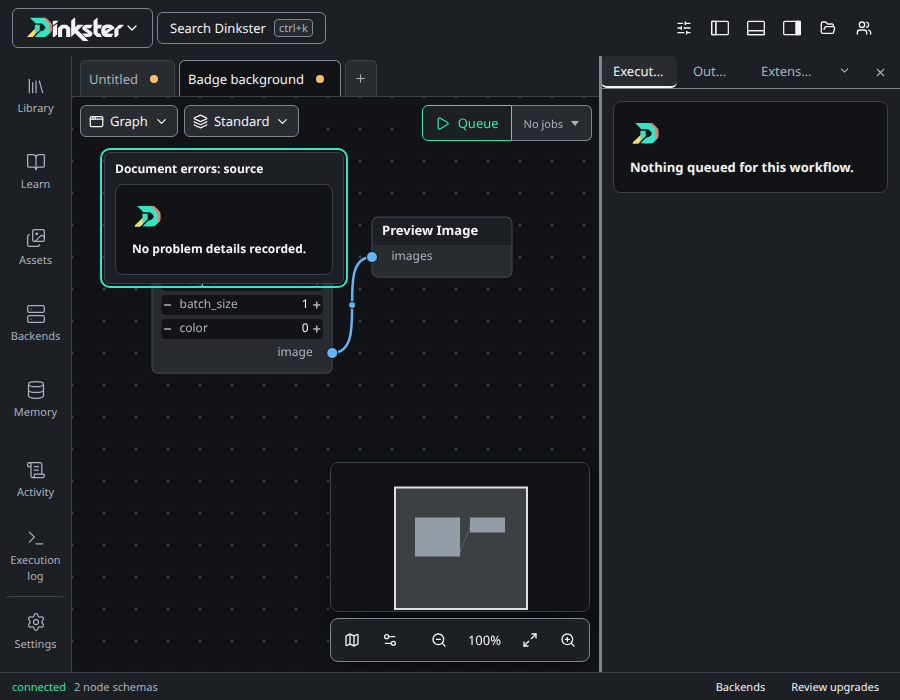 Dinkster
Search Dinkster ctrl+k
Library
Learn
Assets
Backends
Memory
Activity
Execution
log
Settings
Untitled
Badge background
Graph
Standard
Queue
No jobs
Document errors: source
No problem details recorded.
batch_size 1
color 0
image
Preview Image
images
100%
Execut...
Out...
Extens...
Nothing queued for this workflow.
connected 2 node schemas
Backends
Review upgrades